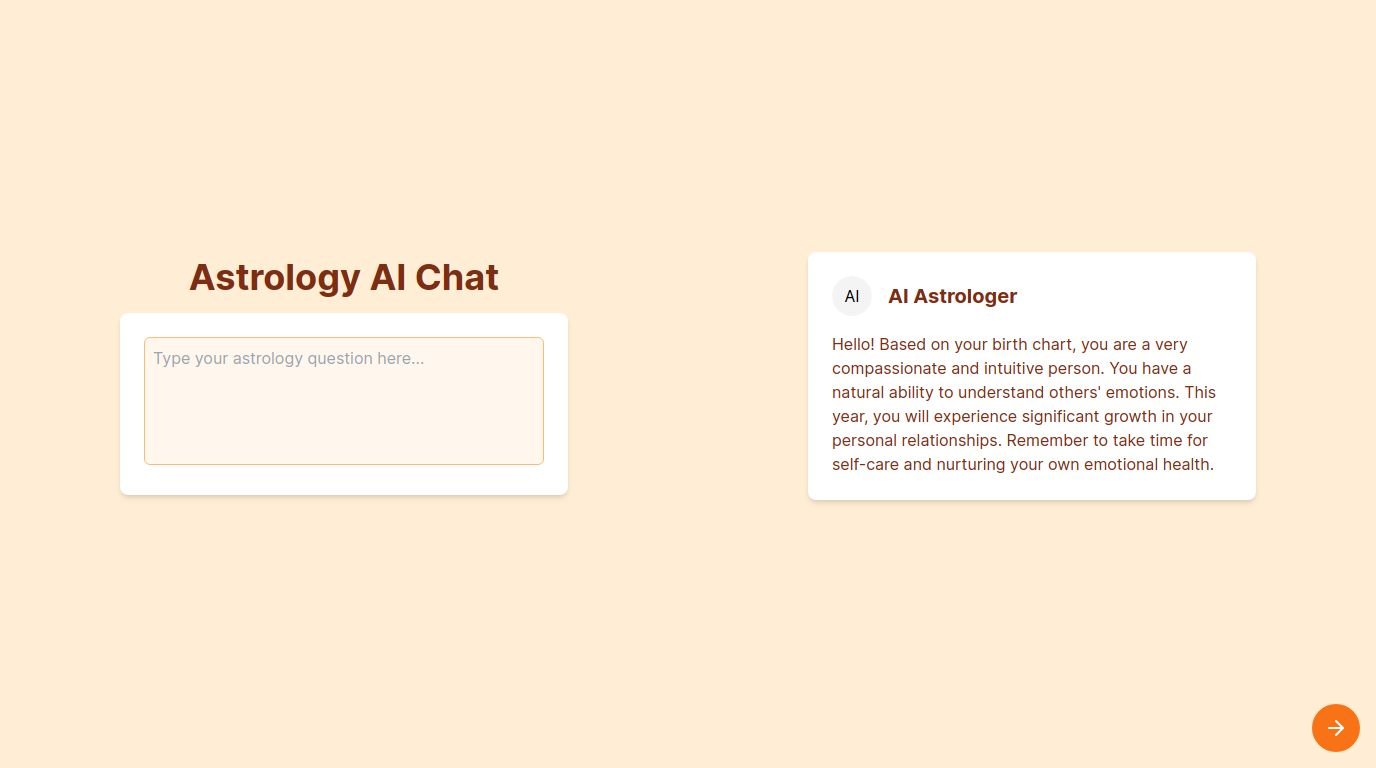 Astrology AI Chat
Type your astrology question here...
AI
AI Astrologer
Hello! Based on your birth chart, you are a very
compassionate and intuitive person. You have a
natural ability to understand others' emotions. This
year, you will experience significant growth in your
personal relationships. Remember to take time for
self-care and nurturing your own emotional health.